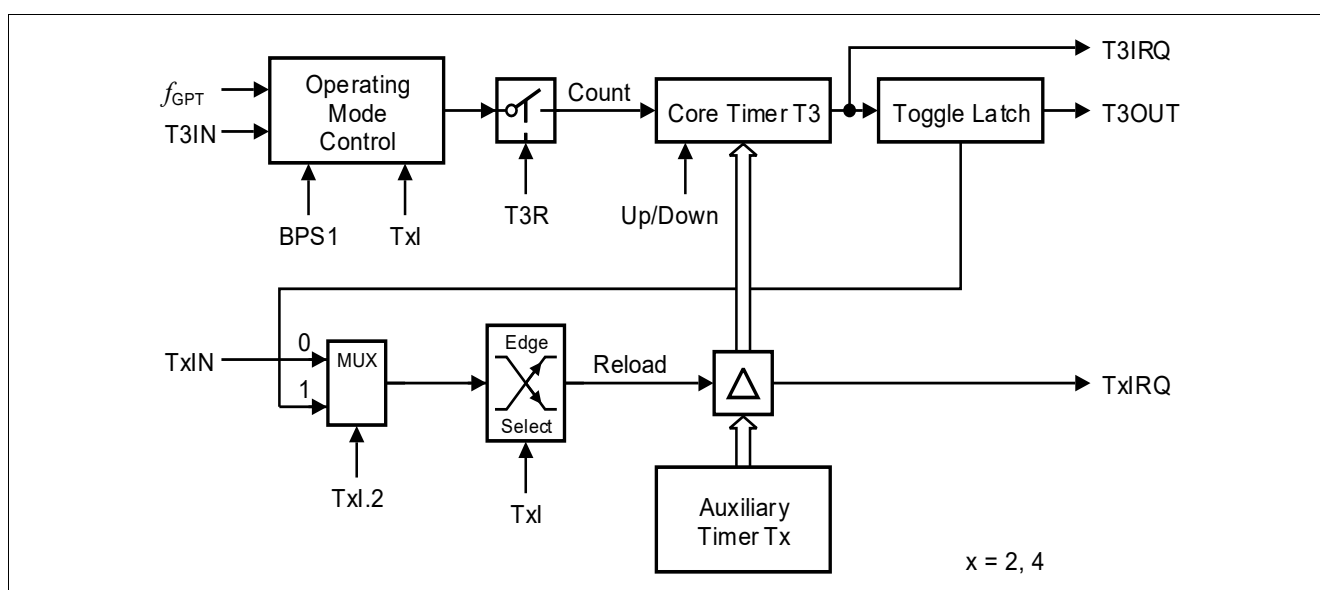 T3IRQ
fGPT
Operating
Mode
Control
Count
Core Timer T3
Toggle Latch
T3OUT
T3IN
T3R
Up/Down
BPS1
TxI
TxIN
0
MUX
1
Edge
Select
Reload
TxIRQ
TxI.2
TxI
Auxiliary
Timer Tx
x = 2, 4